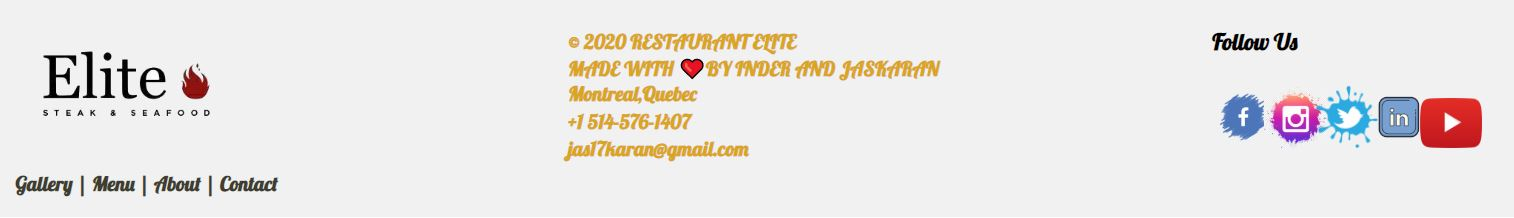 Elite
STEAK & SEAFOOD
Gallery | Menu | About | Contact
© 2020 RESTAURANT ELITE
MADE WITH ❤️ BY INDER AND JASKARAN
Montreal,Quebec
+1 514-576-1407
jas17karan@gmail.com
Follow Us
f
in